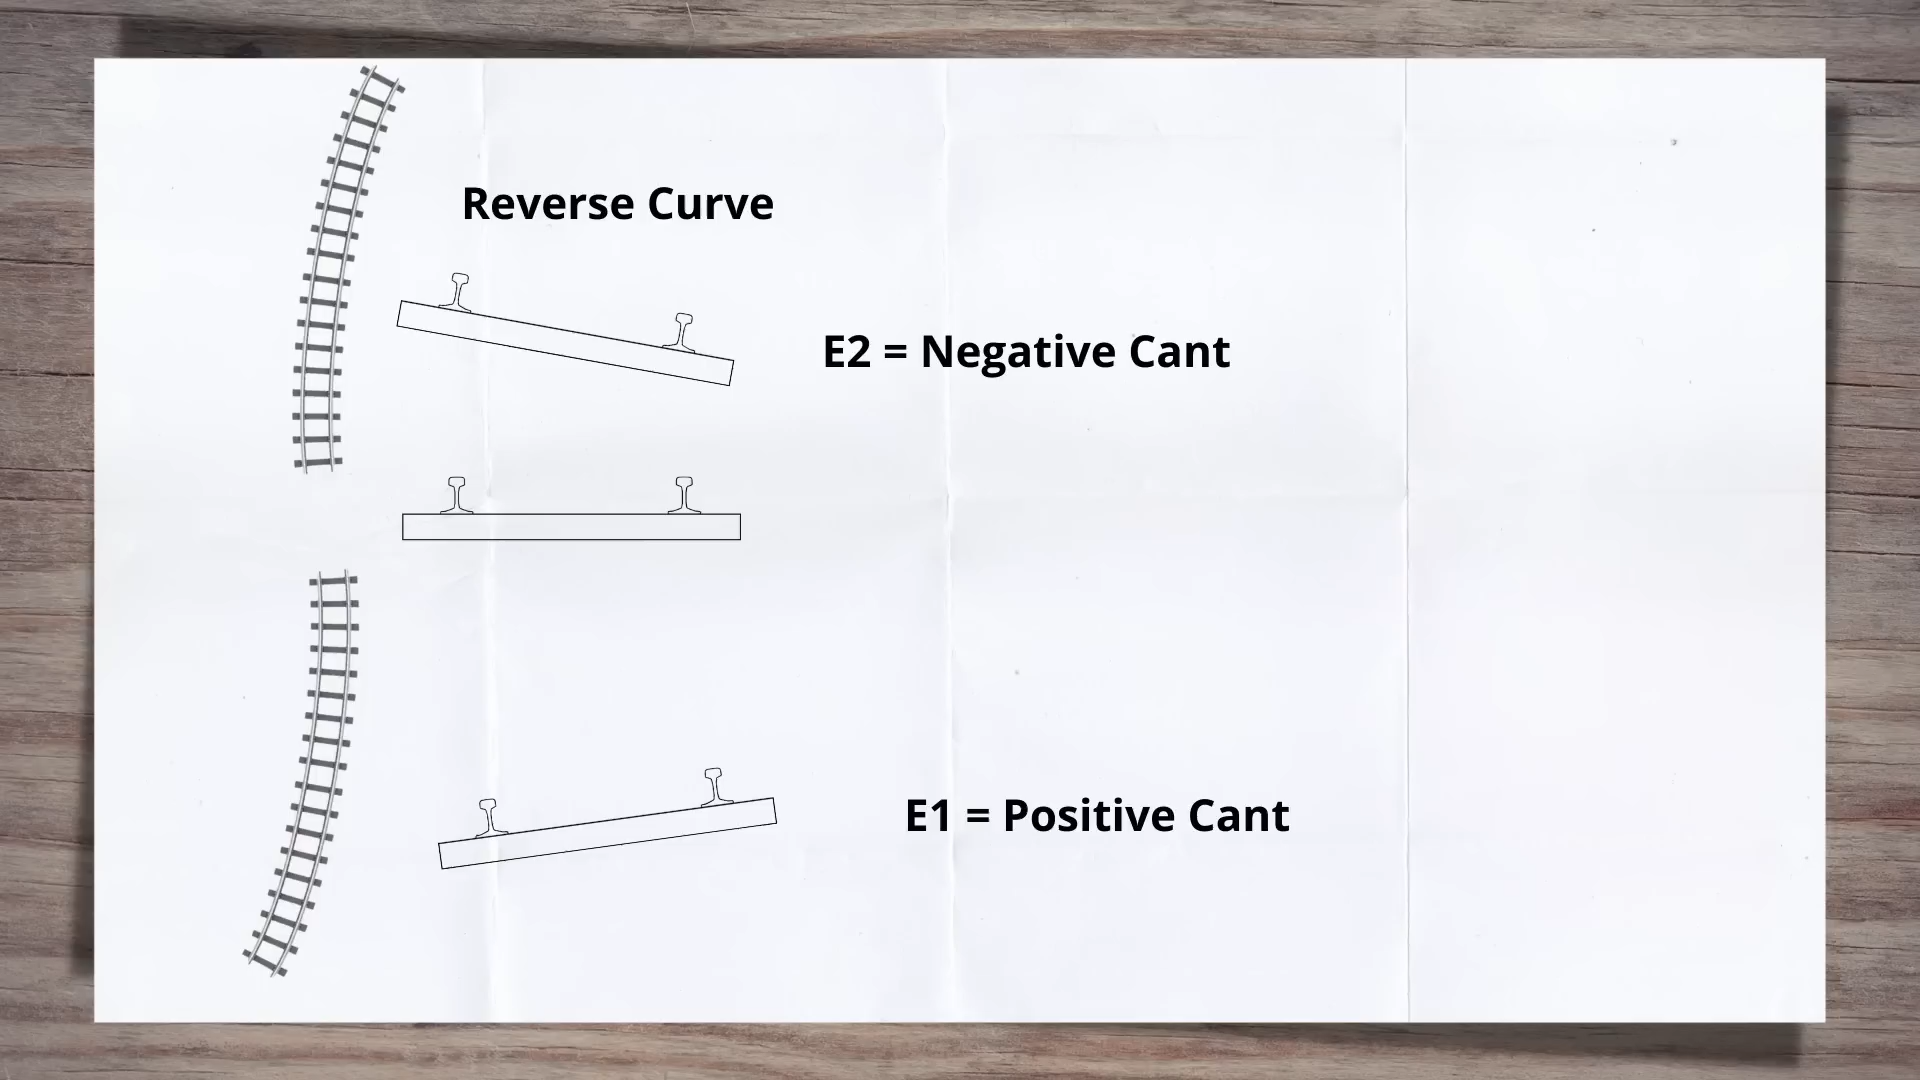 Reverse Curve
E2 = Negative Cant
E1 = Positive Cant